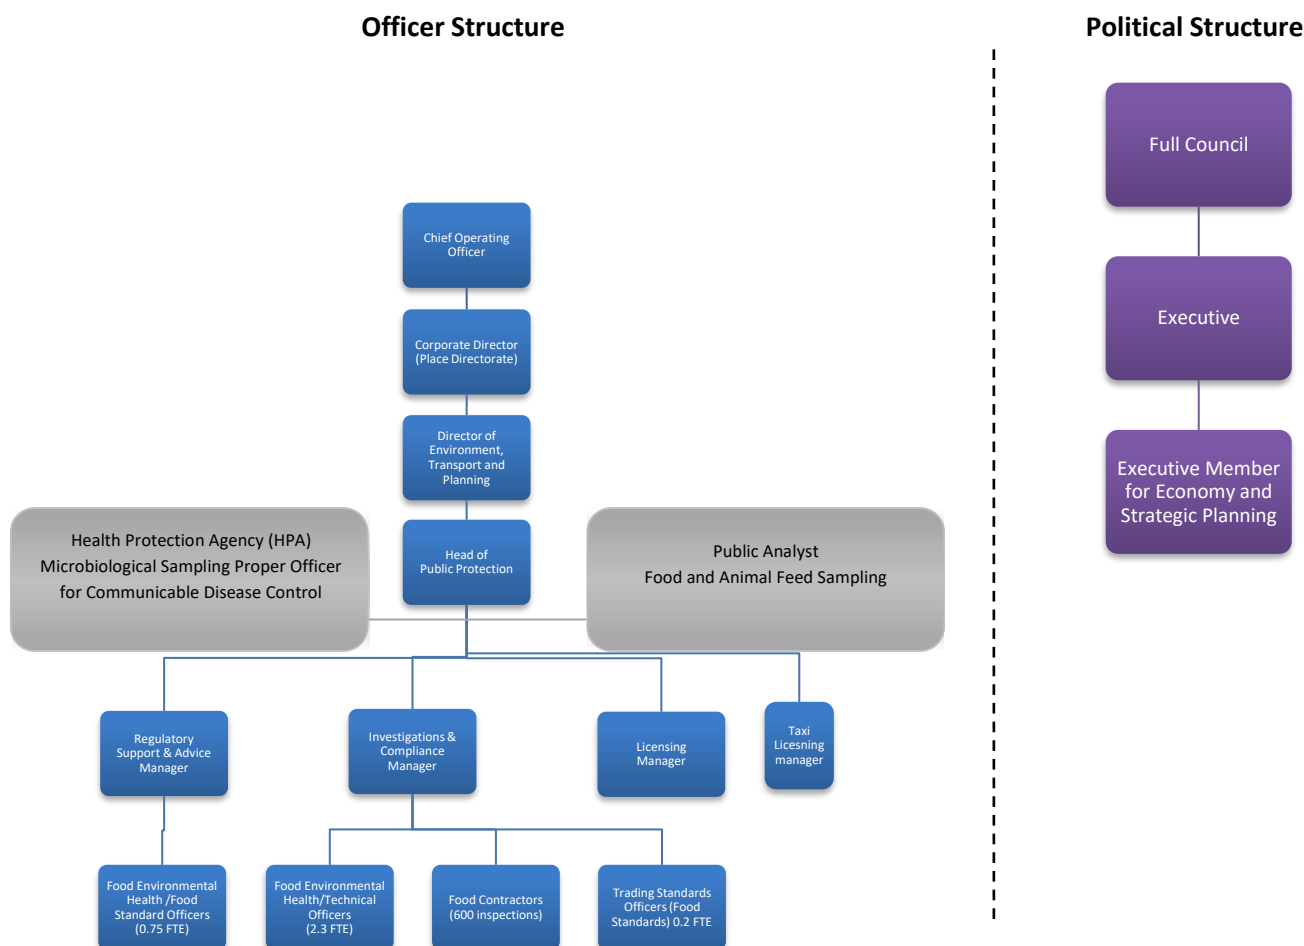 Officer Structure
Political Structure
Full Council
Executive
Executive Member
for Economy and
Strategic Planning
Chief Operating
Officer
Corporate Director
(Place Directorate)
Director of
Environment,
Transport and
Planning
Head of
Public Protection
Health Protection Agency (HPA)
Microbiological Sampling Proper Officer
for Communicable Disease Control
Public Analyst
Food and Animal Feed Sampling
Regulatory
Support & Advice
Manager
Investigations &
Compliance
Manager
Licensing
Manager
Taxi
Licesning
manager
Food Environmental
Health /Food
Standard Officers
(0.75 FTE)
Food Environmental
Health/Technical
Officers
(2.3 FTE)
Food Contractors
(600 inspections)
Trading Standards
Officers (Food
Standards) 0.2 FTE